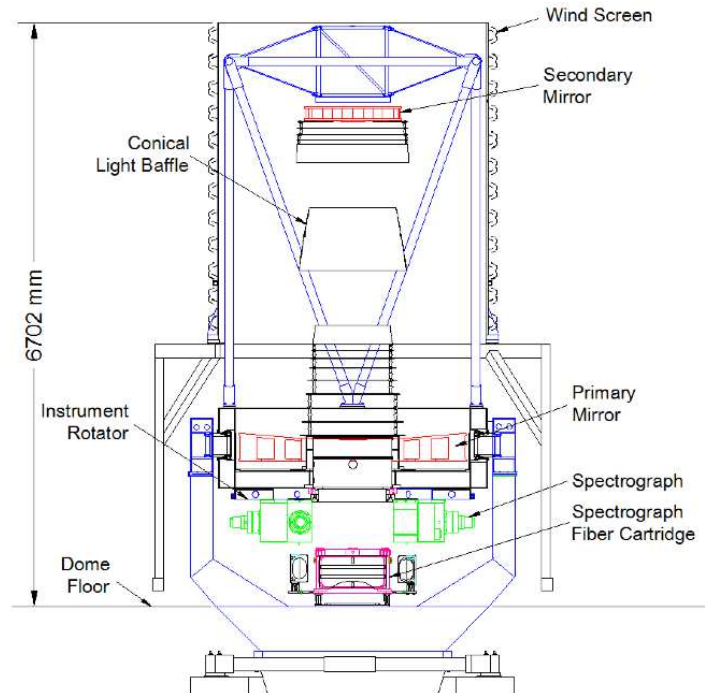 Wind Screen
Secondary
Mirror
Conical
Light Baffle
6702 mm
Primary
Mirror
Instrument
Rotator
Spectrograph
Spectrograph
Fiber Cartridge
Dome
Floor